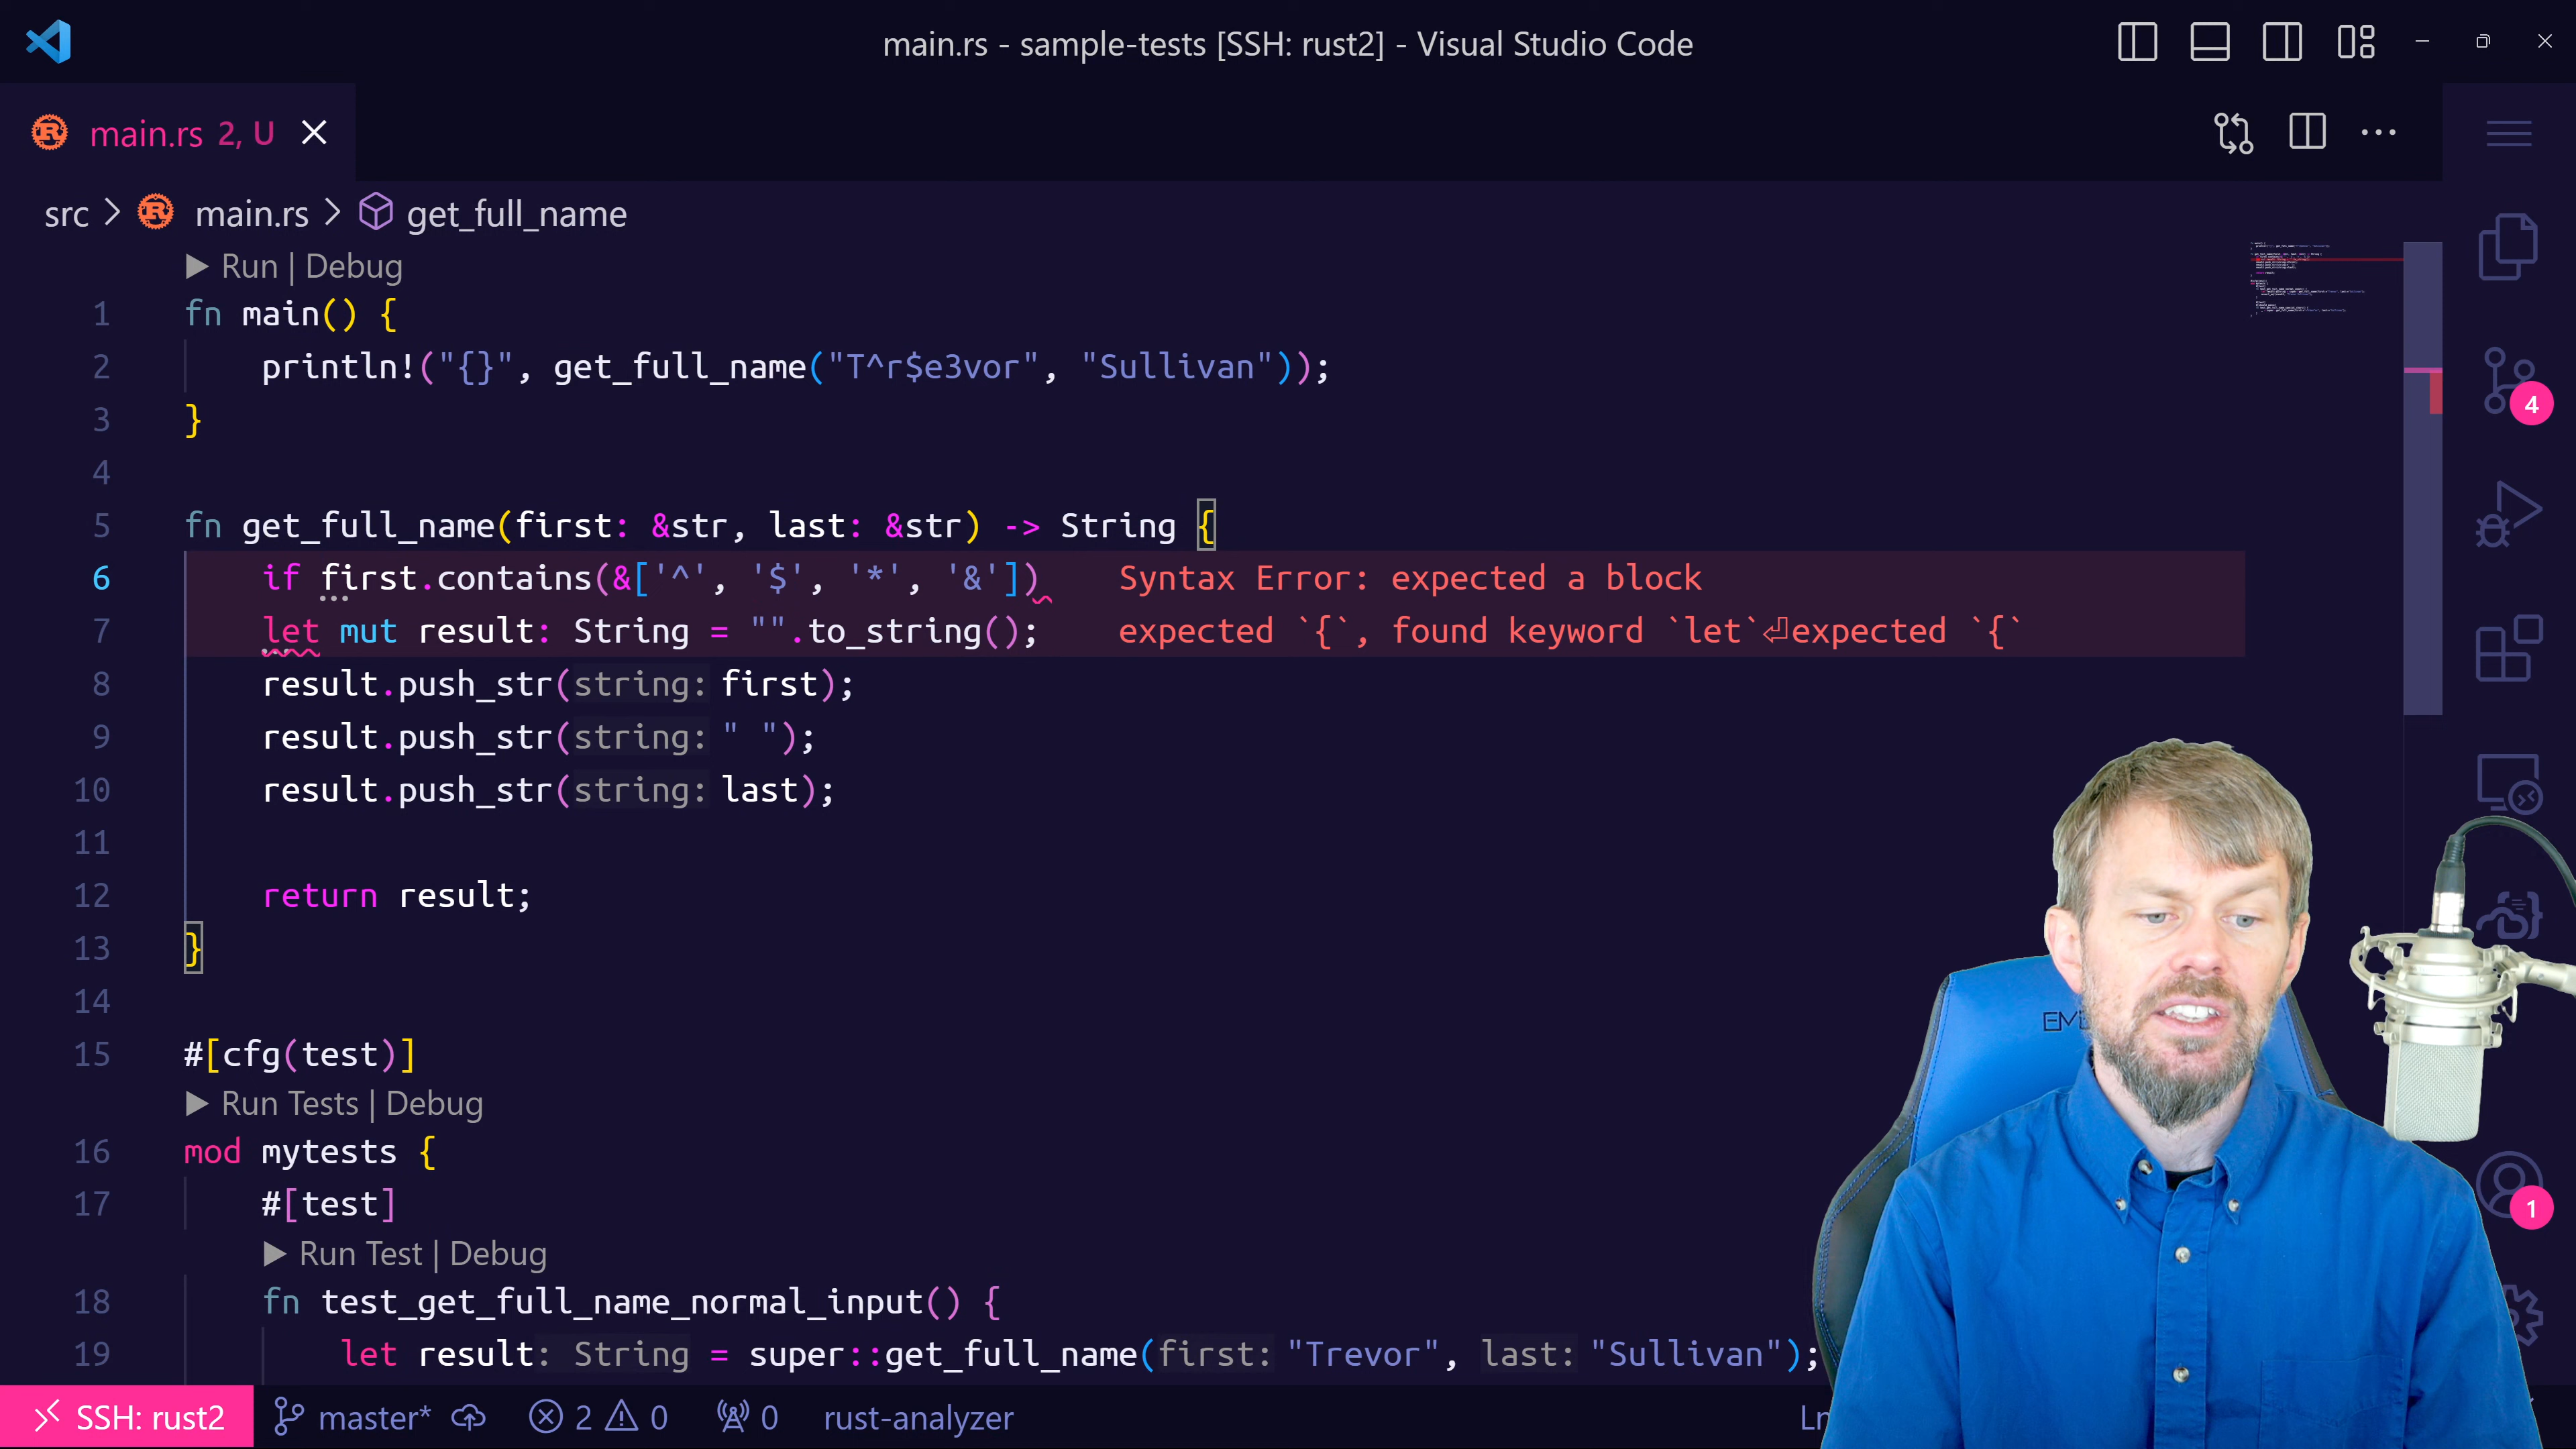 main.rs - sample-tests [SSH: rust2] - Visual Studio Code
main.rs 2, U
src > main.rs > get_full_name
Run | Debug
1 fn main() {
2 println!("{}", get_full_name("T^r$e3vor", "Sullivan"));
3 }
4
5 fn get_full_name(first: &str, last: &str) -> String {
6 if first.contains(&['^', '$', '*', '&']) Syntax Error: expected a block
7 let mut result: String = "".to_string(); expected `{`, found keyword `let`⏎expected `{`
8 result.push_str(string: first);
9 result.push_str(string: " ");
10 result.push_str(string: last);
11
12 return result;
13 }
14
15 #[cfg(test)]
Run Tests | Debug
16 mod mytests {
17 #[test]
Run Test | Debug
18 fn test_get_full_name_normal_input() {
19 let result: String = super::get_full_name(first: "Trevor", last: "Sullivan");
4
1
SSH: rust2 master* 2 0 0 rust-analyzer